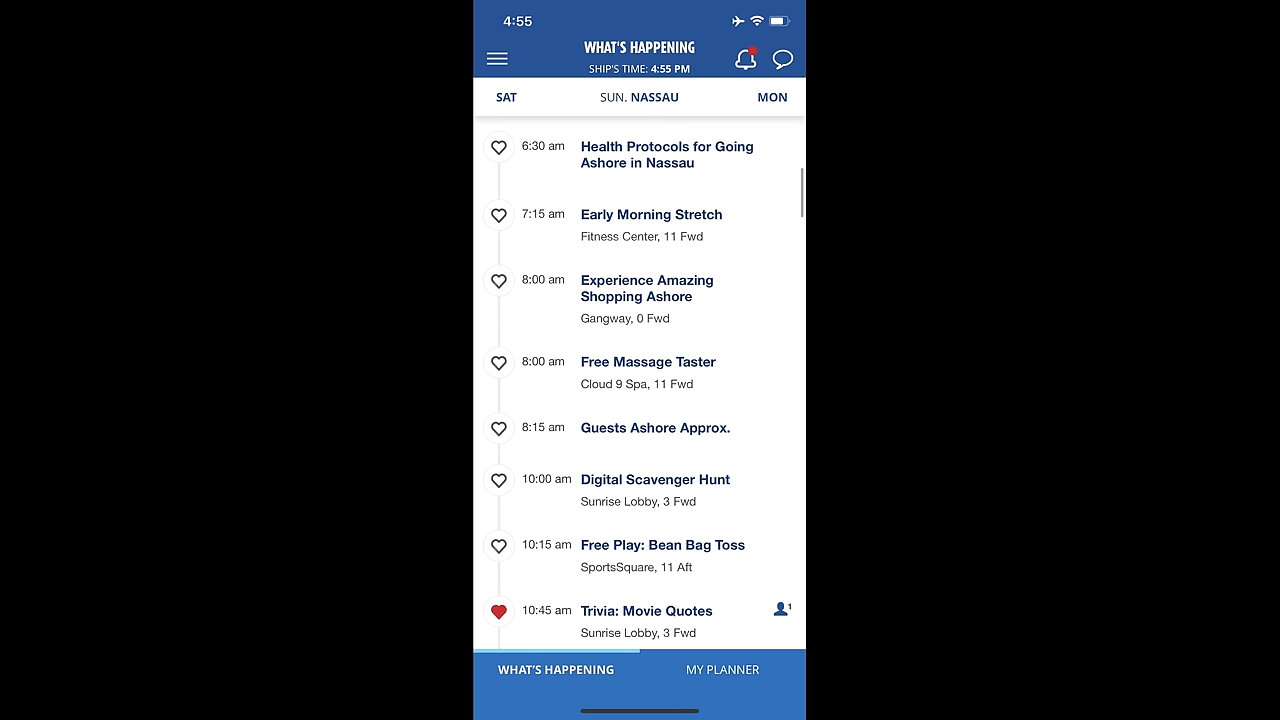 4:55
WHAT'S HAPPENING
SHIP'S TIME: 4:55 PM
SAT SUN. NASSAU MON
6:30 am Health Protocols for Going
Ashore in Nassau
7:15 am Early Morning Stretch
Fitness Center, 11 Fwd
8:00 am Experience Amazing
Shopping Ashore
Gangway, 0 Fwd
8:00 am Free Massage Taster
Cloud 9 Spa, 11 Fwd
8:15 am Guests Ashore Approx.
10:00 am Digital Scavenger Hunt
Sunrise Lobby, 3 Fwd
10:15 am Free Play: Bean Bag Toss
SportsSquare, 11 Aft
10:45 am Trivia: Movie Quotes 1
Sunrise Lobby, 3 Fwd
WHAT'S HAPPENING MY PLANNER